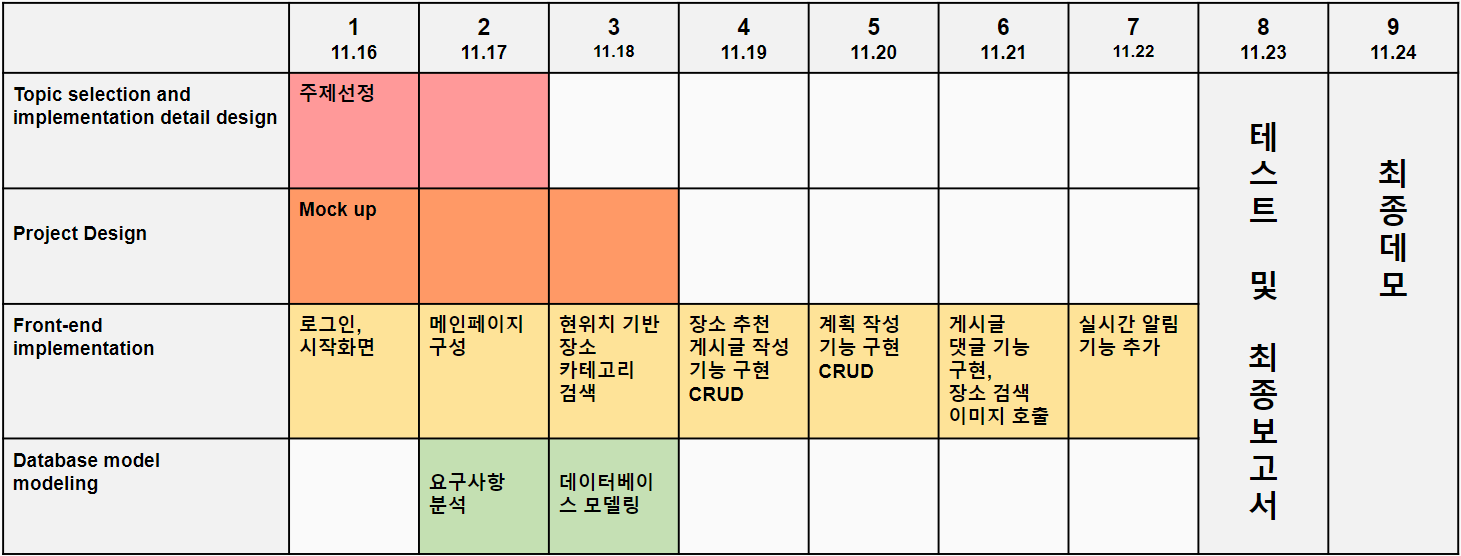 1
11.16
2
11.17
3
11.18
4
11.19
5
11.20
6
11.21
7
11.22
8
11.23
9
11.24
Topic selection and
implementation detail design
주제선정
Project Design
Mock up
Front-end
implementation
로그인,
시작화면
메인페이지
구성
현위치 기반
장소
카테고리
검색
장소 추천
게시글 작성
기능 구현
CRUD
계획 작성
기능 구현
CRUD
게시글
댓글 기능
구현,
장소 검색
이미지 호출
실시간 알림
기능 추가
Database model
modeling
요구사항
분석
데이터베이
스 모델링
테스트 및 최종보고서
최종데모